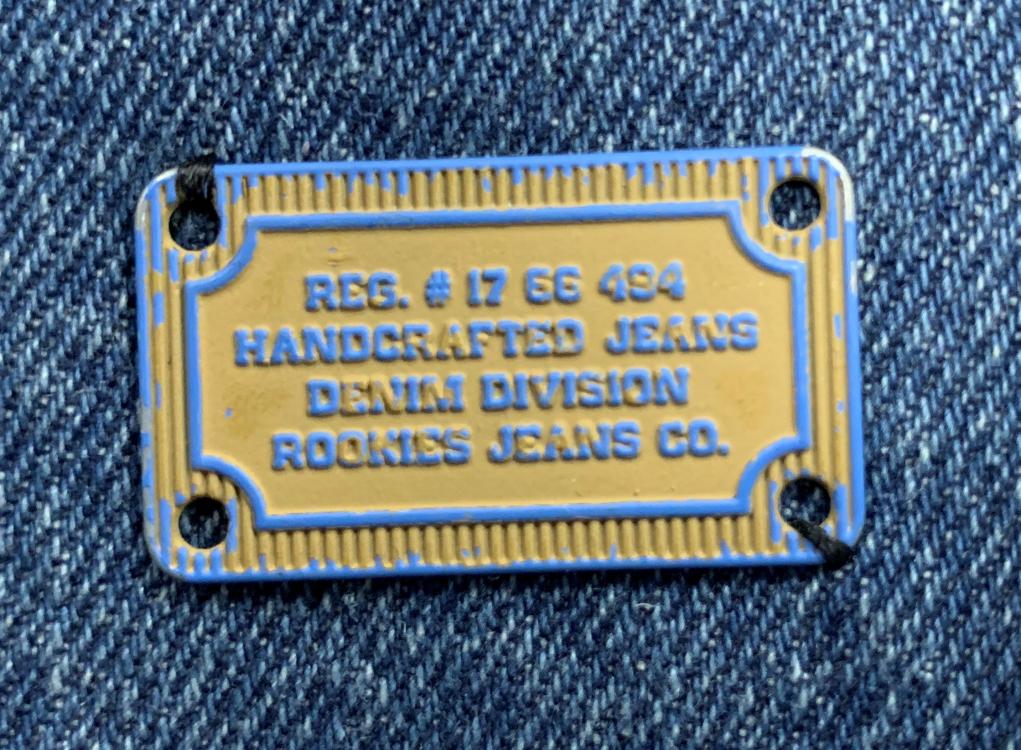 REG. # 17 66 494
HANDCRAFTED JEANS
DENIM DIVISION
ROOKIES JEANS CO.